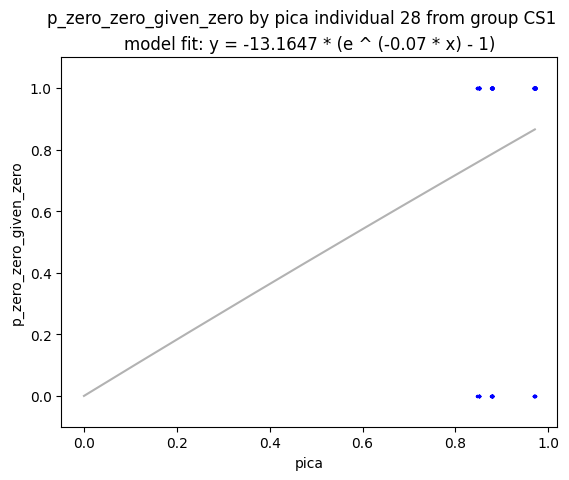 p_zero_zero_given_zero by pica individual 28 from group CS1
model fit: y = -13.1647 * (e ^ (-0.07 * x) - 1)
1.0
0.8
0.6
0.4
0.2
0.0
p_zero_zero_given_zero
0.0 0.2 0.4 0.6 0.8 1.0
pica